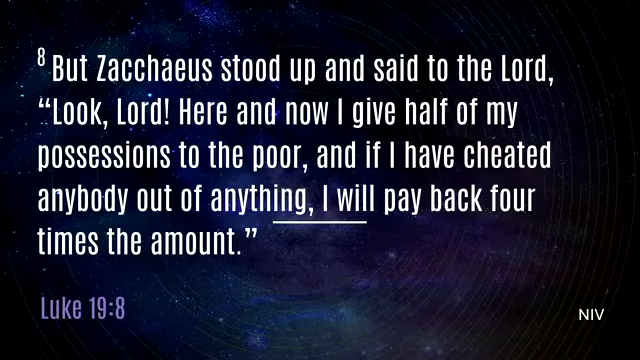 8 But Zacchaeus stood up and said to the Lord,
“Look, Lord! Here and now I give half of my
possessions to the poor, and if I have cheated
anybody out of anything, I will pay back four
times the amount.”
Luke 19:8
NIV